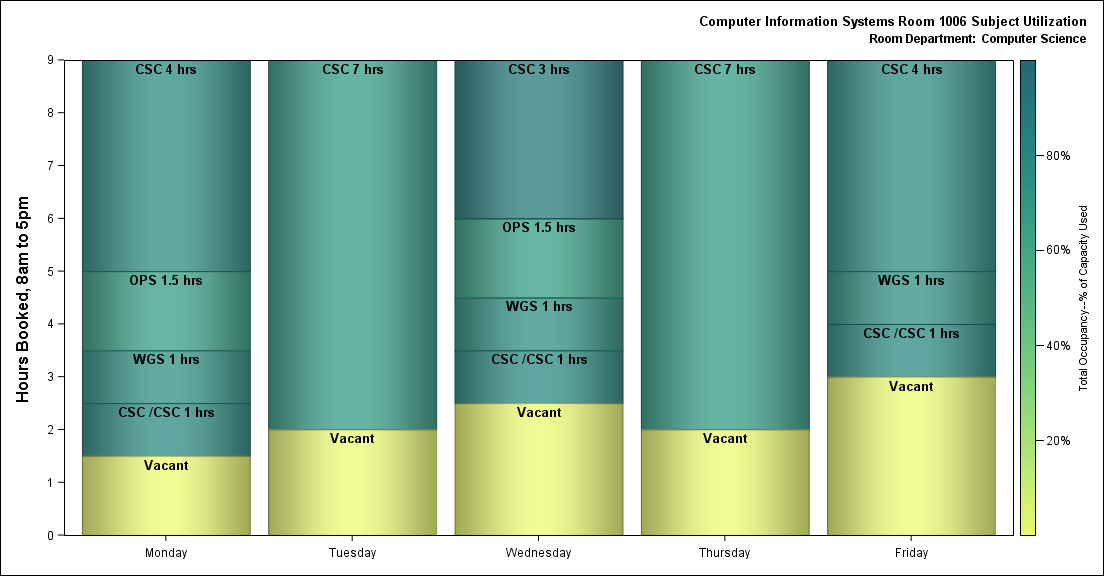 Computer Information Systems Room 1006 Subject Utilization
Room Department: Computer Science
Hours Booked, 8am to 5pm
9
8
7
6
5
4
3
2
1
0
CSC 4 hrs
OPS 1.5 hrs
WGS 1 hrs
CSC /CSC 1 hrs
Vacant
Monday
CSC 7 hrs
Vacant
Tuesday
CSC 3 hrs
OPS 1.5 hrs
WGS 1 hrs
CSC /CSC 1 hrs
Vacant
Wednesday
CSC 7 hrs
Vacant
Thursday
CSC 4 hrs
WGS 1 hrs
CSC /CSC 1 hrs
Vacant
Friday
80%
60%
40%
20%
Total Occupancy--% of Capacity Used